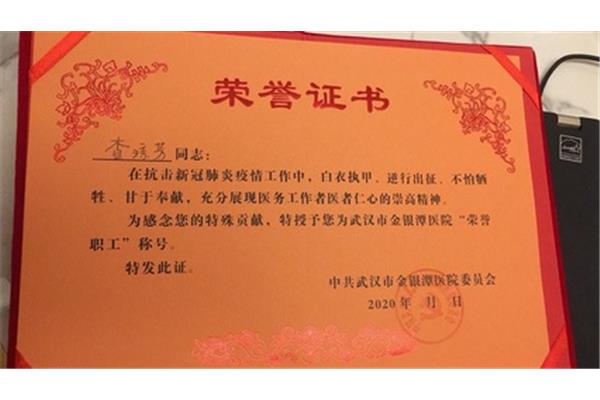 荣誉证书
查琼芳同志：
在抗击新冠肺炎疫情工作中，白衣执甲、逆行出征、不怕牺
牲、甘于奉献，充分展现医务工作者医者仁心的崇高精神。
为感念您的特殊贡献，特授予您为武汉市金银潭医院“荣誉
职工”称号。
特发此证。
中共武汉市金银潭医院委员会
2020年 月 日